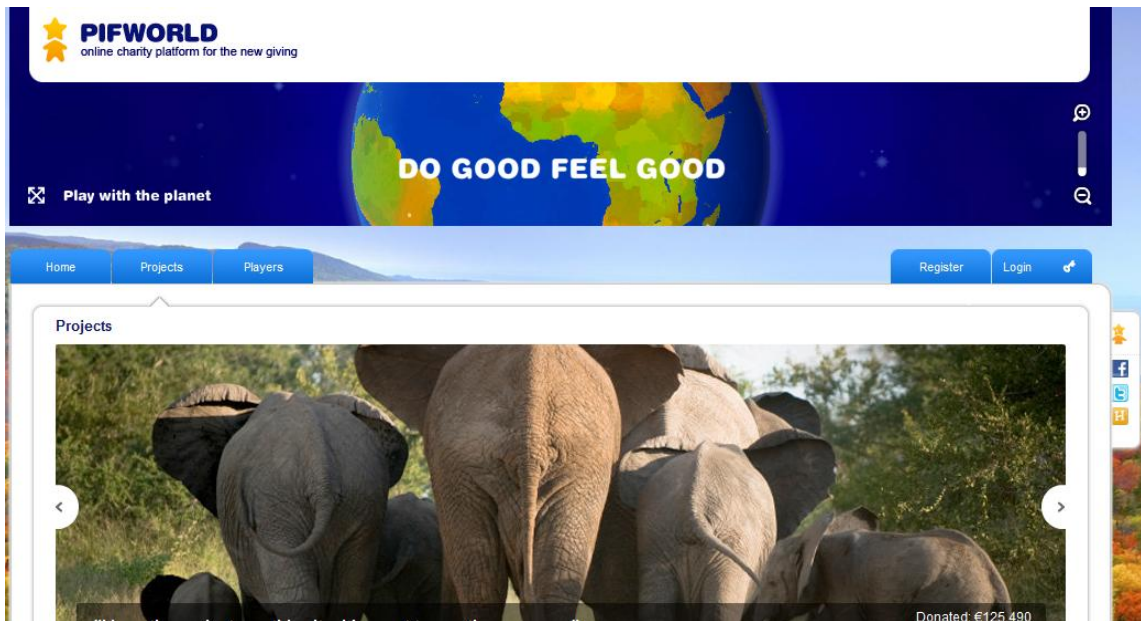 PIFWORLD
online charity platform for the new giving
DO GOOD FEEL GOOD
Play with the planet
Home Projects Players Register Login
Projects
Donated: €125,490